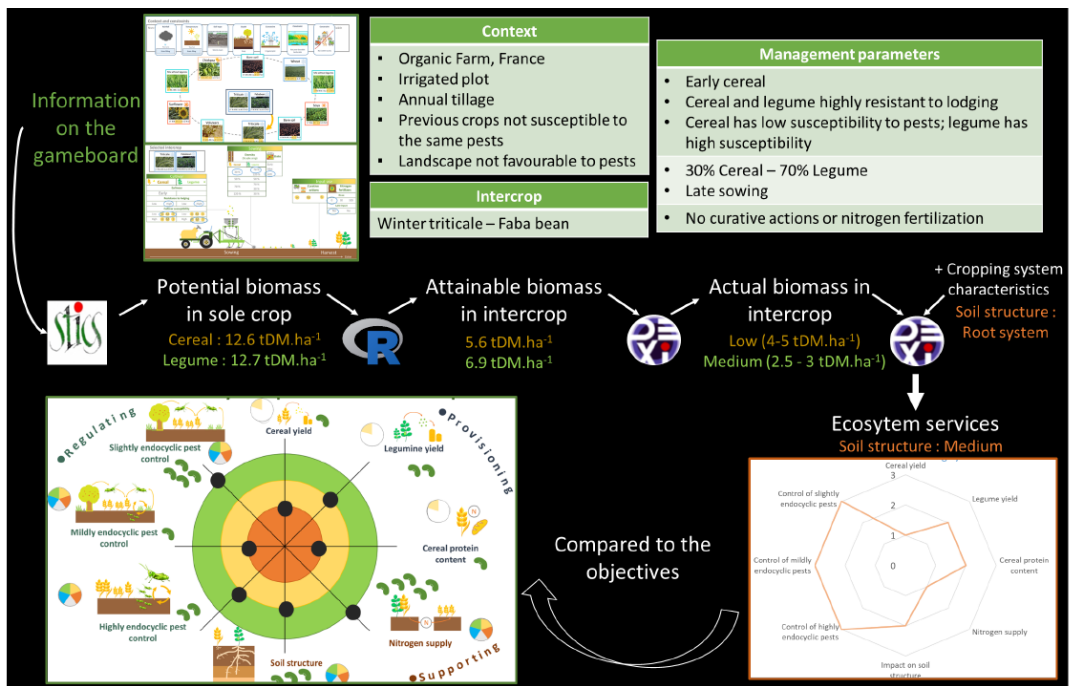 Information
on the
gameboard
Context
▪ Organic Farm, France
▪ Irrigated plot
▪ Annual tillage
▪ Previous crops not susceptible to
the same pests
▪ Landscape not favourable to pests
Intercrop
Winter triticale – Faba bean
Management parameters
• Early cereal
• Cereal and legume highly resistant to lodging
• Cereal has low susceptibility to pests; legume has
high susceptibility
• 30% Cereal – 70% Legume
• Late sowing
• No curative actions or nitrogen fertilization
Sowing
Harvest
stics
Potential biomass
in sole crop
Cereal : 12.6 tDM.ha-1
Legume : 12.7 tDM.ha-1
R
Attainable biomass
in intercrop
5.6 tDM.ha-1
6.9 tDM.ha-1
DEXi
Actual biomass in
intercrop
Low (4-5 tDM.ha-1)
Medium (2.5 - 3 tDM.ha-1)
DEXi
+ Cropping system
characteristics
Soil structure :
Root system
Ecosytem services
Soil structure : Medium
Cereal yield
Legume yield
Cereal protein
content
Nitrogen supply
Impact on soil
structure
Control of highly
endocyclic pests
Control of mildly
endocyclic pests
Control of slightly
endocyclic pests
3
2
1
0
Compared to the
objectives
Regulating
Provisioning
Supporting
Cereal yield
Legumine yield
Cereal protein
content
Nitrogen supply
Soil structure
Highly endocyclic pest
control
Mildly endocyclic pest
control
Slightly endocyclic pest
control
N
N